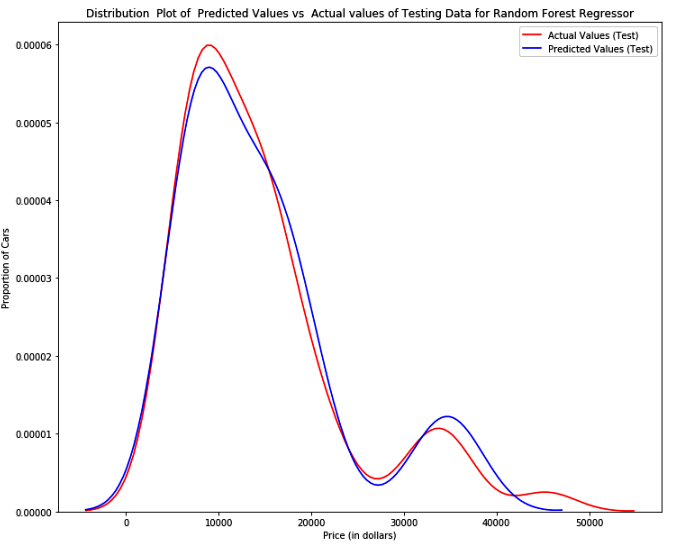 Distribution  Plot of  Predicted Values vs  Actual values of Testing Data for Random Forest Regressor
Actual Values (Test)
Predicted Values (Test)
0.00006
0.00005
0.00004
0.00003
0.00002
0.00001
0.00000
Proportion of Cars
0 10000 20000 30000 40000 50000
Price (in dollars)